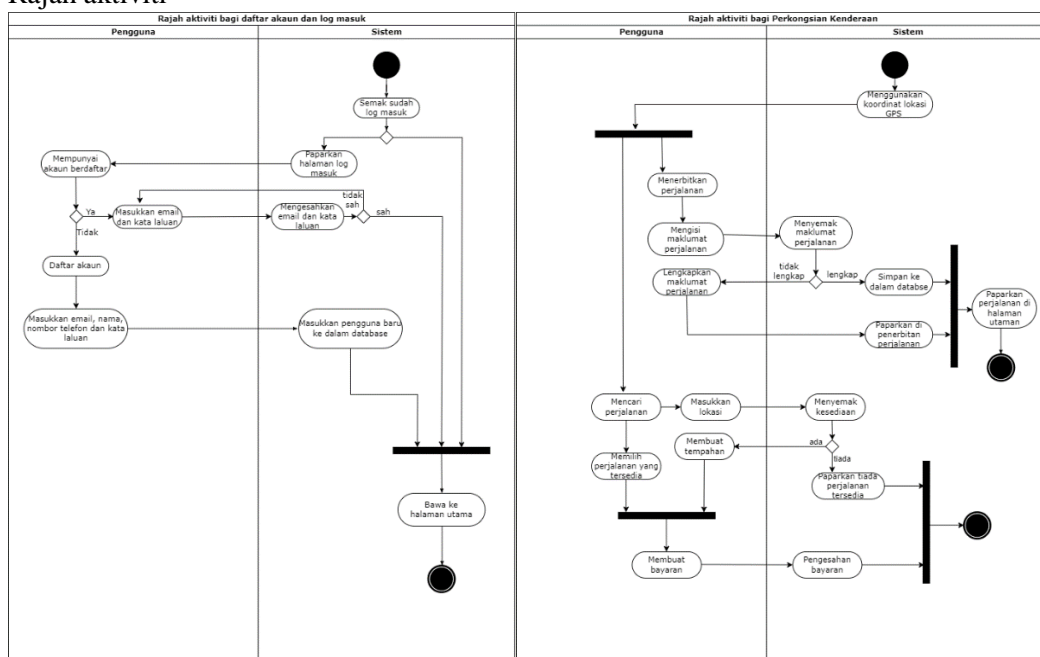 Rajah aktiviti
Rajah aktiviti bagi daftar akaun dan log masuk
Pengguna
Sistem
Semak sudah
log masuk
Paparkan
halaman log
masuk
Mempunyai
akaun berdaftar
Ya
Tidak
Masukkan email
dan kata laluan
Mengesahkan
email dan kata
laluan
tidak
sah
sah
Daftar akaun
Masukkan email, nama,
nombor telefon dan kata
laluan
Masukkan pengguna baru
ke dalam database
Bawa ke
halaman utama
Rajah aktiviti bagi Perkongsian Kenderaan
Pengguna
Sistem
Menggunakan
koordinat lokasi
GPS
Menerbitkan
perjalanan
Mengisi
maklumat
perjalanan
Menyemak
maklumat
perjalanan
tidak
lengkap
lengkap
Lengkapkan
maklumat
perjalanan
Simpan ke
dalam databse
Paparkan di
penerbitan
perjalanan
Paparkan
perjalanan di
halaman
utaman
Mencari
perjalanan
Masukkan
lokasi
Menyemak
kesediaan
ada
tiada
Membuat
tempahan
Memilih
perjalanan yang
tersedia
Paparkan tiada
perjalanan
tersedia
Membuat
bayaran
Pengesahan
bayaran